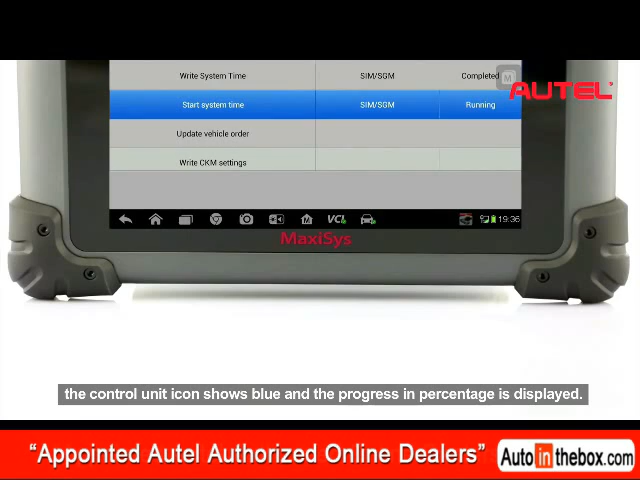 Write System Time SIM/SGM Completed
M
AUTEL
Start system time SIM/SGM Running
Update vehicle order
Write CKM settings
VCI 19:36
MaxiSys
the control unit icon shows blue and the progress in percentage is displayed.
“Appointed Autel Authorized Online Dealers” Autointhebox.com